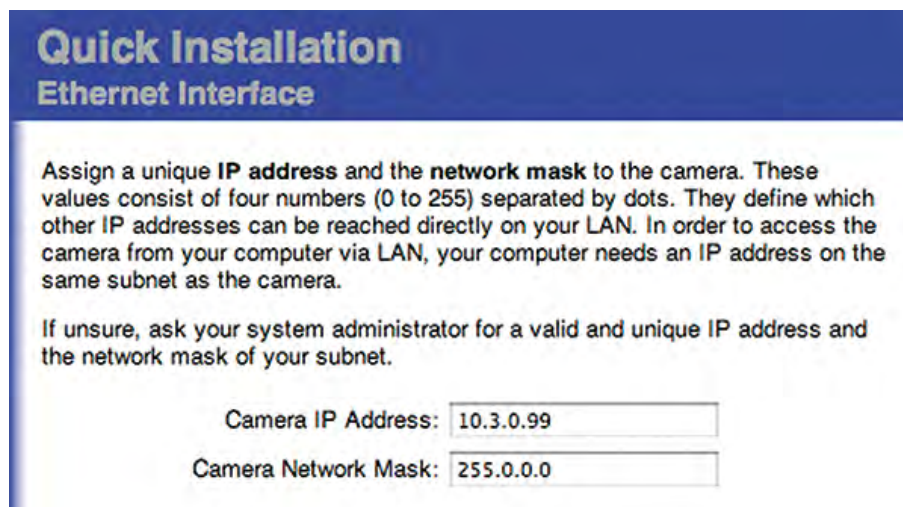 Quick Installation
Ethernet Interface
Assign a unique IP address and the network mask to the camera. These
values consist of four numbers (0 to 255) separated by dots. They define which
other IP addresses can be reached directly on your LAN. In order to access the
camera from your computer via LAN, your computer needs an IP address on the
same subnet as the camera.
If unsure, ask your system administrator for a valid and unique IP address and
the network mask of your subnet.
Camera IP Address: 10.3.0.99
Camera Network Mask: 255.0.0.0